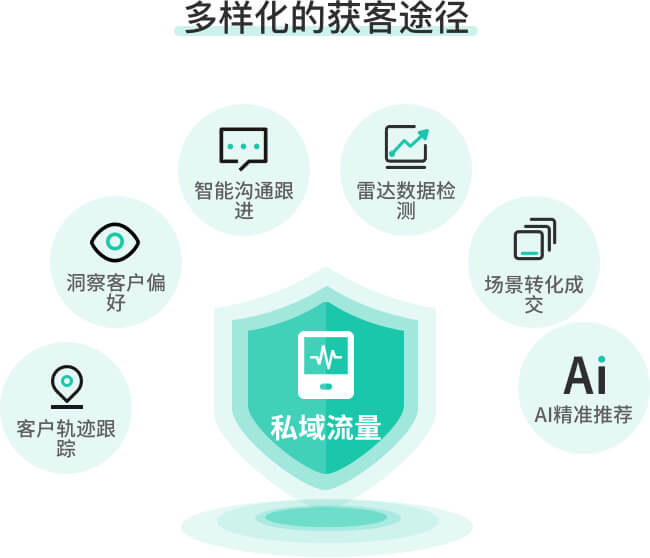 多样化的获客途径
智能沟通跟
进
雷达数据检
测
洞察客户偏
好
场景转化成
交
客户轨迹跟
踪
Ai
AI精准推荐
私域流量